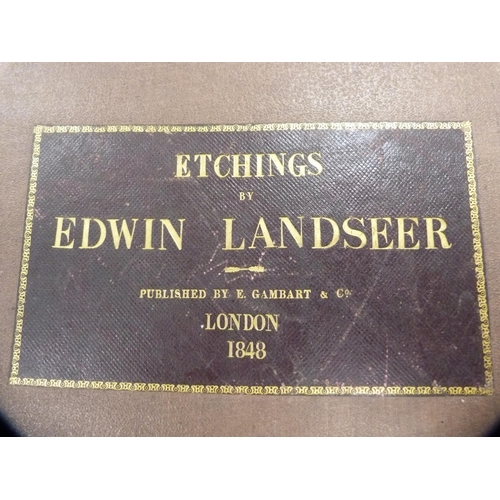 ETCHINGS
BY
EDWIN LANDSEER
PUBLISHED BY E. GAMBART & Co.
LONDON
1848